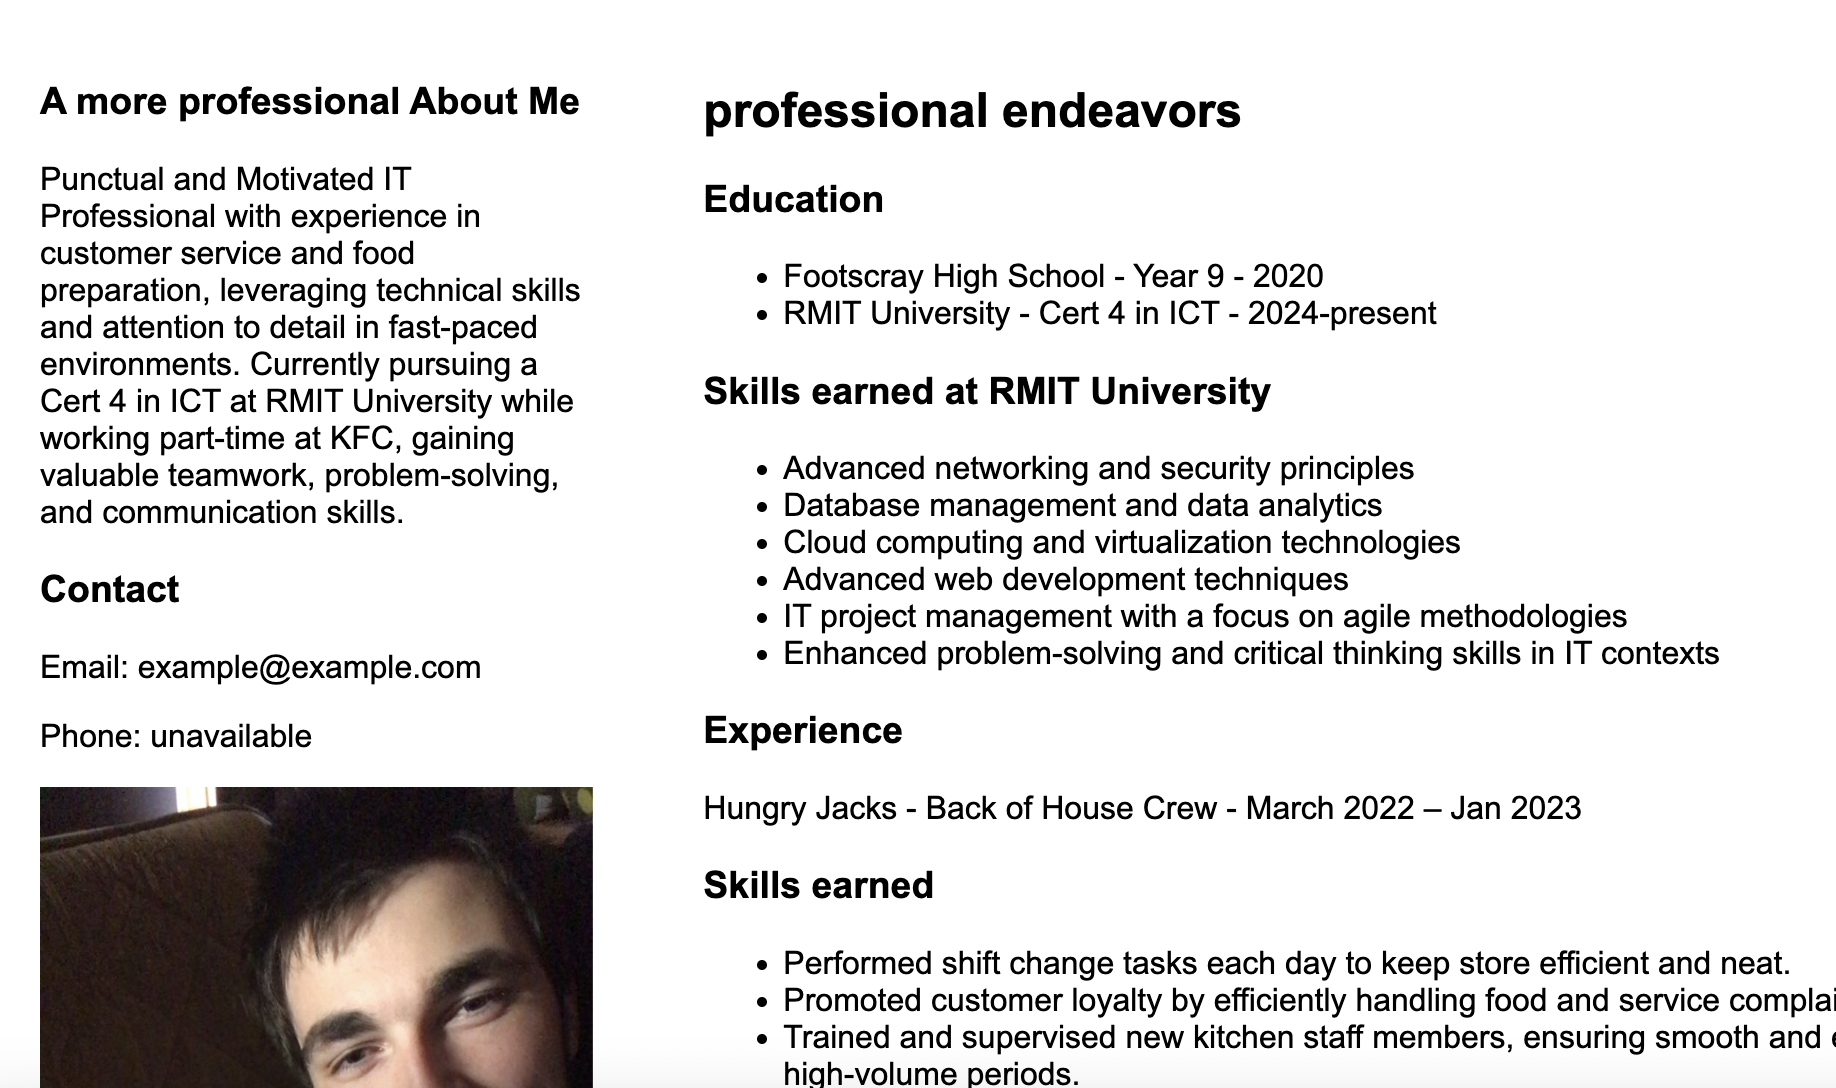 A more professional About Me
Punctual and Motivated IT
Professional with experience in
customer service and food
preparation, leveraging technical skills
and attention to detail in fast-paced
environments. Currently pursuing a
Cert 4 in ICT at RMIT University while
working part-time at KFC, gaining
valuable teamwork, problem-solving,
and communication skills.
Contact
Email: example@example.com
Phone: unavailable
professional endeavors
Education
• Footscray High School - Year 9 - 2020
• RMIT University - Cert 4 in ICT - 2024-present
Skills earned at RMIT University
• Advanced networking and security principles
• Database management and data analytics
• Cloud computing and virtualization technologies
• Advanced web development techniques
• IT project management with a focus on agile methodologies
• Enhanced problem-solving and critical thinking skills in IT contexts
Experience
Hungry Jacks - Back of House Crew - March 2022 – Jan 2023
Skills earned
• Performed shift change tasks each day to keep store efficient and neat.
• Promoted customer loyalty by efficiently handling food and service
• Trained and supervised new kitchen staff members, ensuring smooth and
high-volume periods.